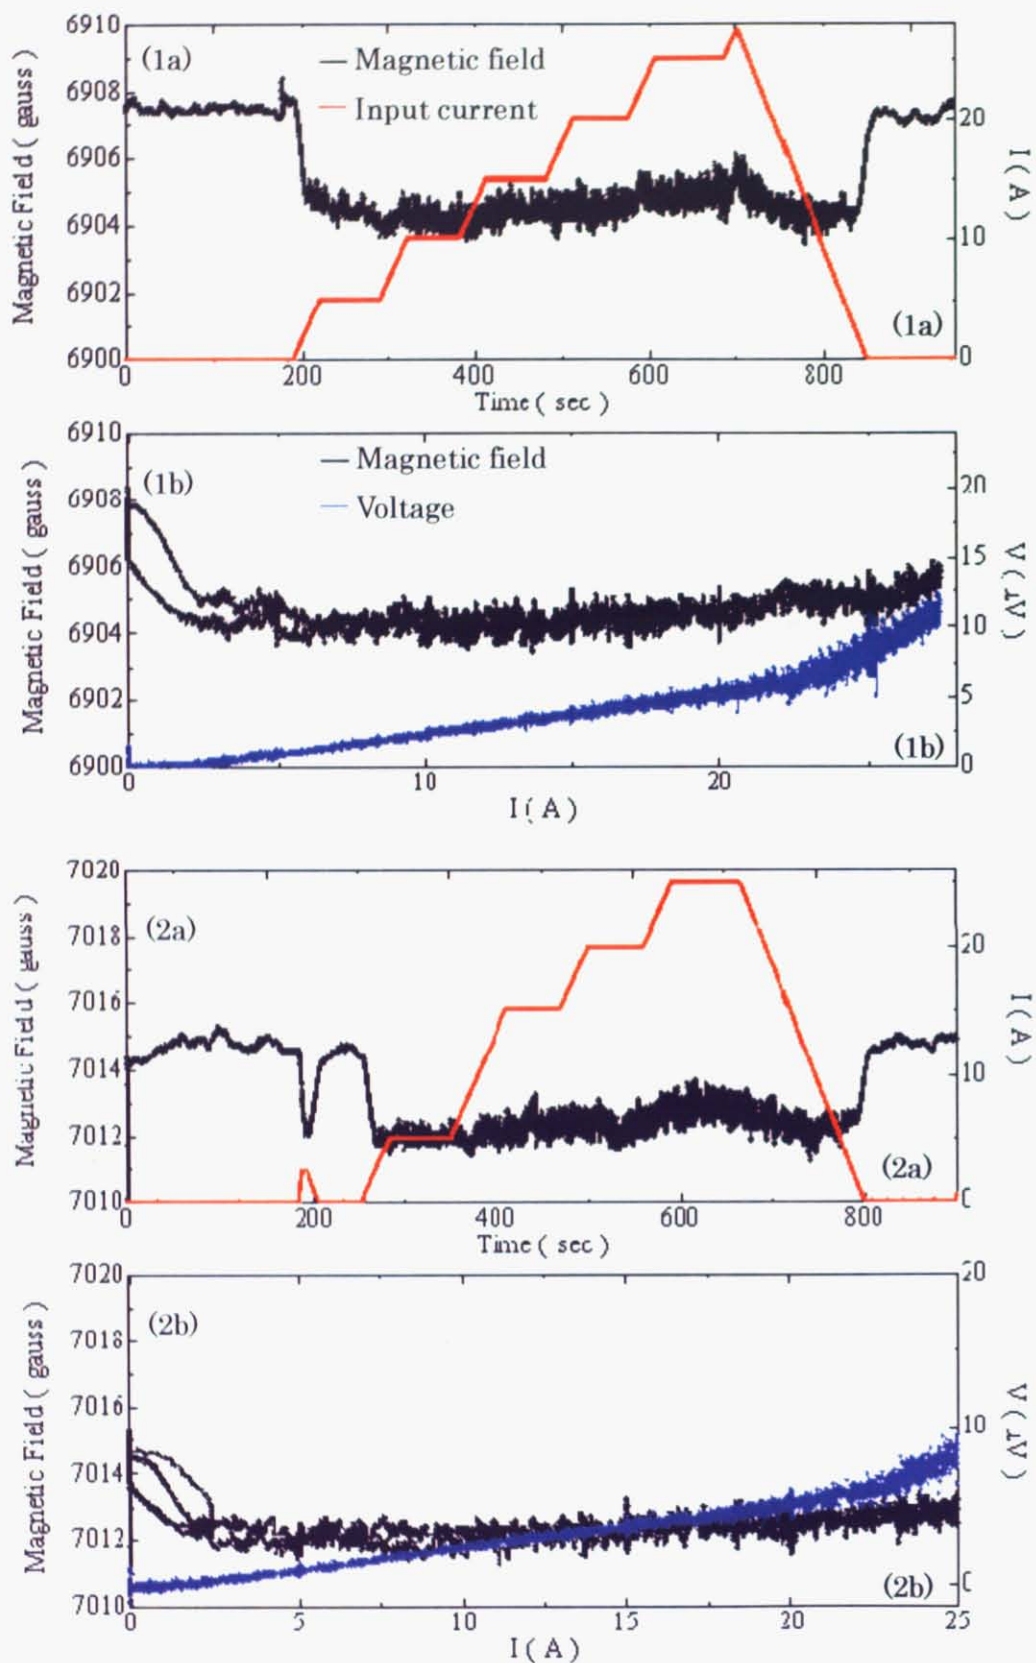 6910
6908
6906
6904
6902
6900
Magnetic Field ( gauss )
(1a)
Magnetic field
Input current
20
10
0
I ( A )
(1a)
0
200
400
600
800
Time ( sec )
6910
6908
6906
6904
6902
6900
Magnetic Field ( gauss )
(1b)
Magnetic field
Voltage
20
15
10
5
0
(1b)
0
10
20
I ( A )
7020
7018
7016
7014
7012
7010
Magnetic Field ( gauss )
(2a)
20
10
I ( A )
(2a)
0
200
400
600
800
Time ( sec )
7020
7018
7016
7014
7012
7010
Magnetic Field ( gauss )
(2b)
20
10
(2b)
0
5
10
15
20
25
I ( A )